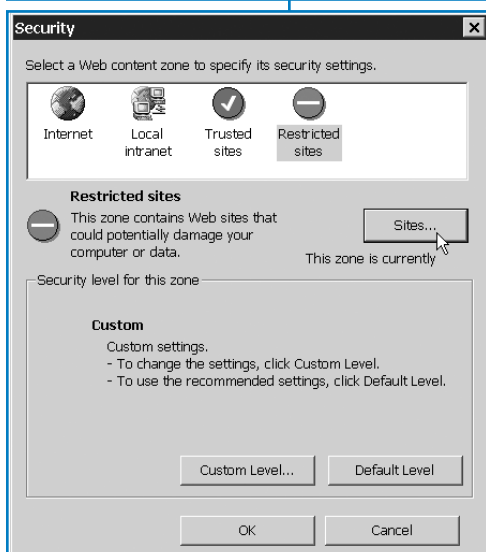 Security
Select a Web content zone to specify its security settings.
Internet
Local
intranet
Trusted
sites
Restricted
sites
Restricted sites
This zone contains Web sites that
could potentially damage your
computer or data.
Sites...
This zone is currently
Security level for this zone
Custom
Custom settings.
- To change the settings, click Custom Level.
- To use the recommended settings, click Default Level.
Custom Level...
Default Level
OK
Cancel